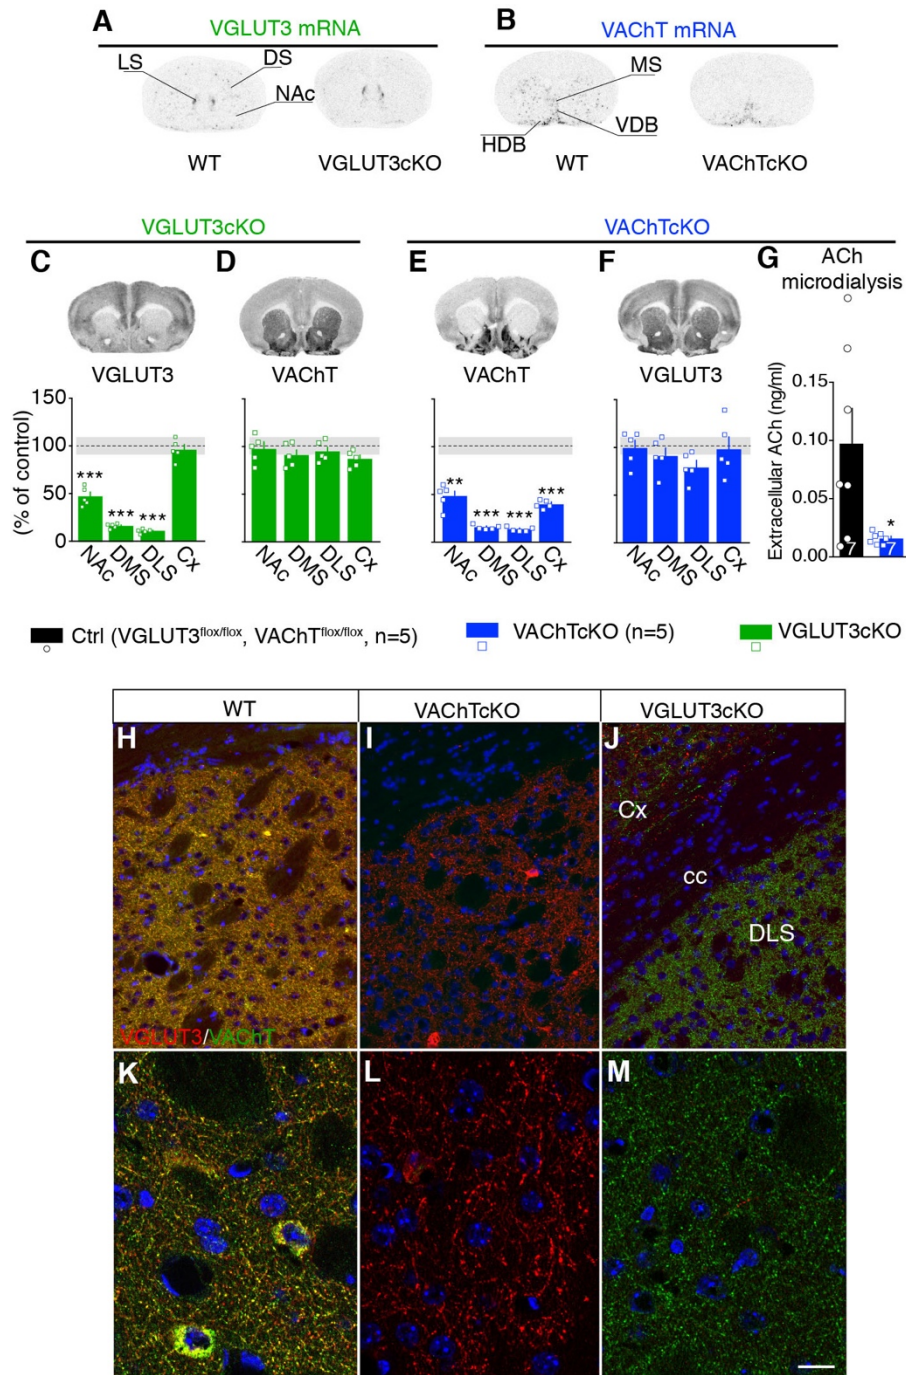 A
VGLUT3 mRNA
LS
DS
NAc
WT
VGLUT3cKO
B
VAChT mRNA
MS
VDB
HDB
WT
VAChTcKO
VGLUT3cKO
VAChTcKO
C
D
E
F
G
ACh
microdialysis
VGLUT3
VAChT
VAChT
VGLUT3
(% of control)
150
100
50
0
***
***
***
**
***
***
***
NAc
DMS
DLS
Cx
NAc
DMS
DLS
Cx
NAc
DMS
DLS
Cx
NAc
DMS
DLS
Cx
Extracellular ACh (ng/ml)
0.15
0.10
0.05
0.00
*
7
7
Ctrl (VGLUT3flox/flox, VAChTflox/flox, n=5)
VAChTcKO (n=5)
VGLUT3cKO
WT
VAChTcKO
VGLUT3cKO
H
I
J
Cx
cc
DLS
VGLUT3/VAChT
K
L
M